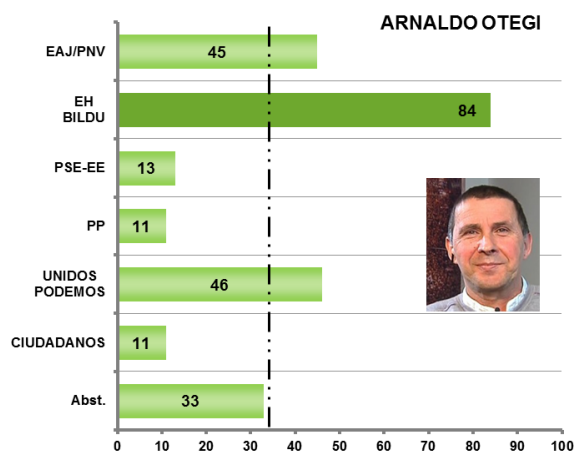 ARNALDO OTEGI
EAJ/PNV
45
EH
BILDU
84
PSE-EE
13
PP
11
UNIDOS
PODEMOS
46
CIUDADANOS
11
Abst.
33
0 10 20 30 40 50 60 70 80 90 100